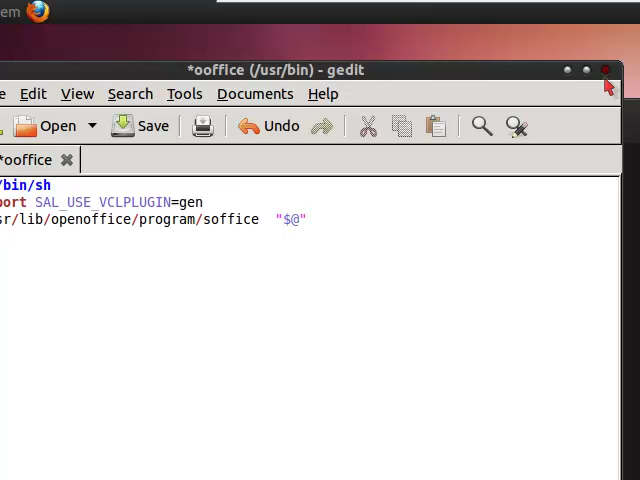 em
*ooffice (/usr/bin) - gedit
e Edit View Search Tools Documents Help
Open Save Undo
*ooffice
/bin/sh
port SAL_USE_VCLPLUGIN=gen
sr/lib/openoffice/program/soffice "$@"